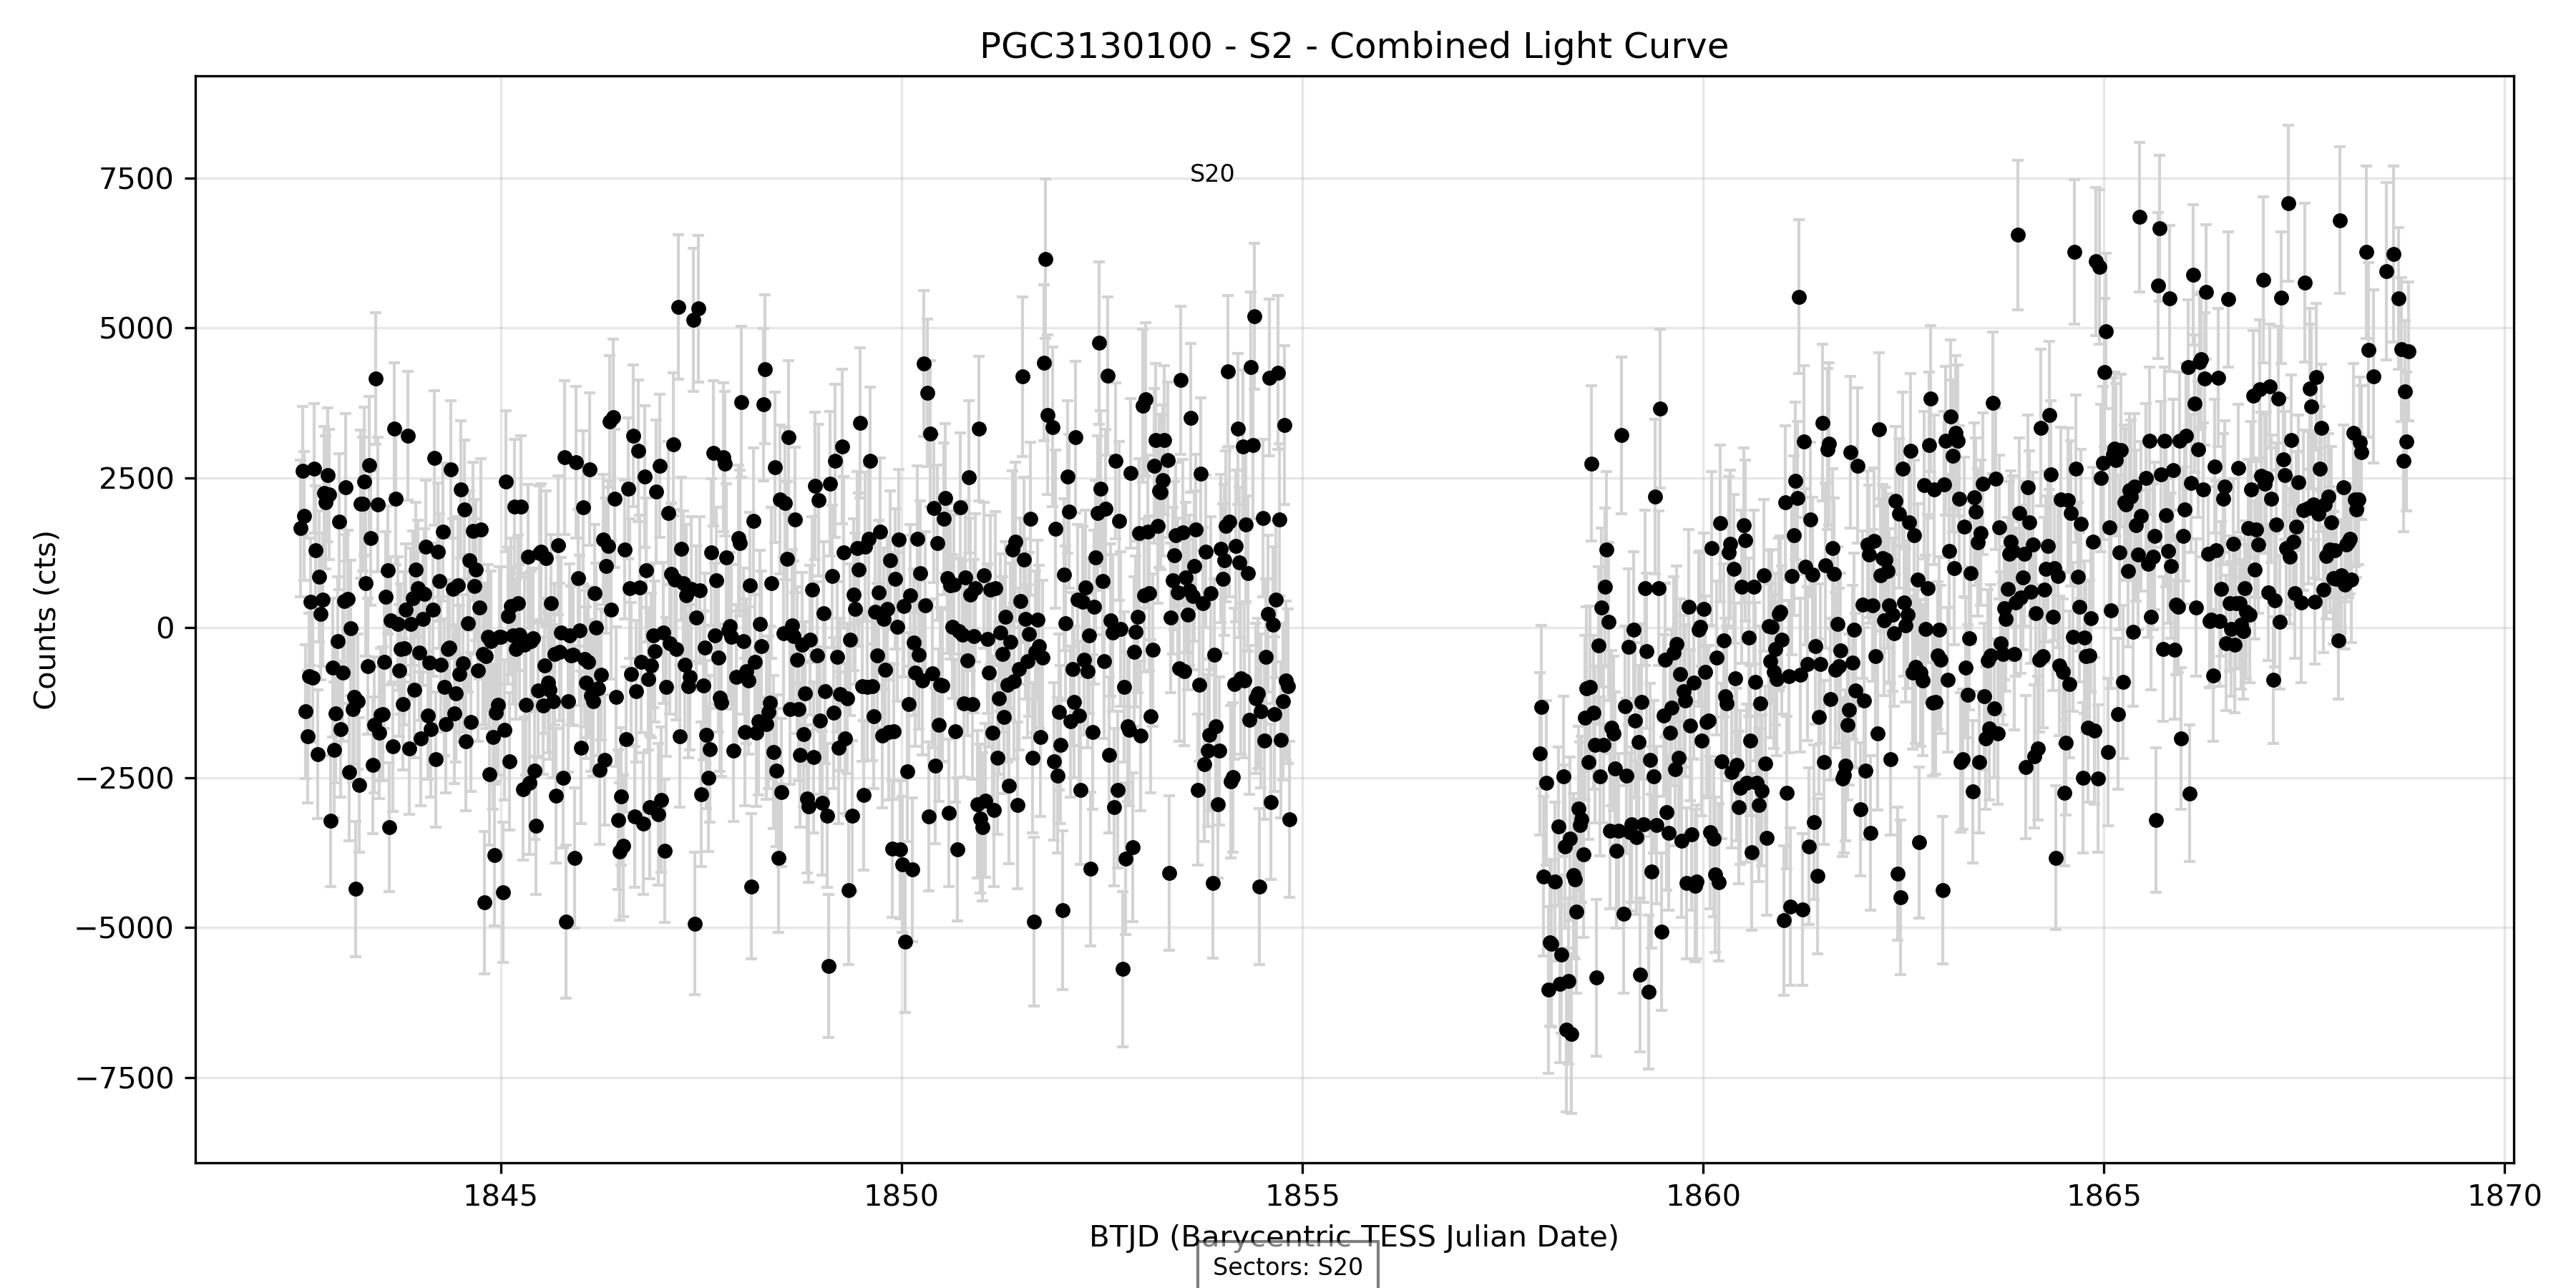 PGC3130100 - S2 - Combined Light Curve
S20
7500
5000
2500
0
−2500
−5000
−7500
Counts (cts)
1845
1850
1855
1860
1865
1870
BTJD (Barycentric TESS Julian Date)
Sectors: S20